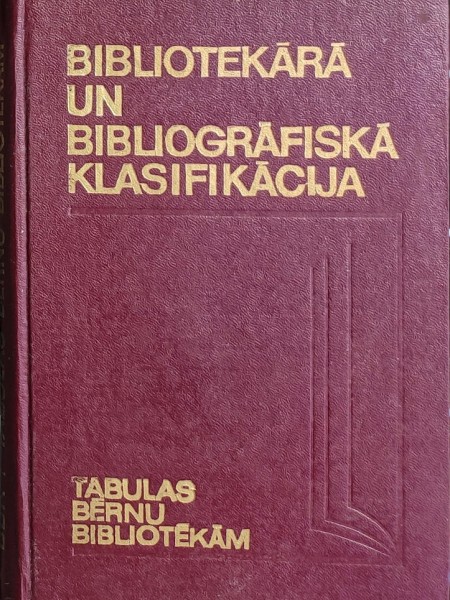 BIBLIOTEKĀRĀ
UN
BIBLIOGRĀFISKĀ
KLASIFIKĀCIJA
TABULAS
BĒRNU
BIBLIOTĒKĀM